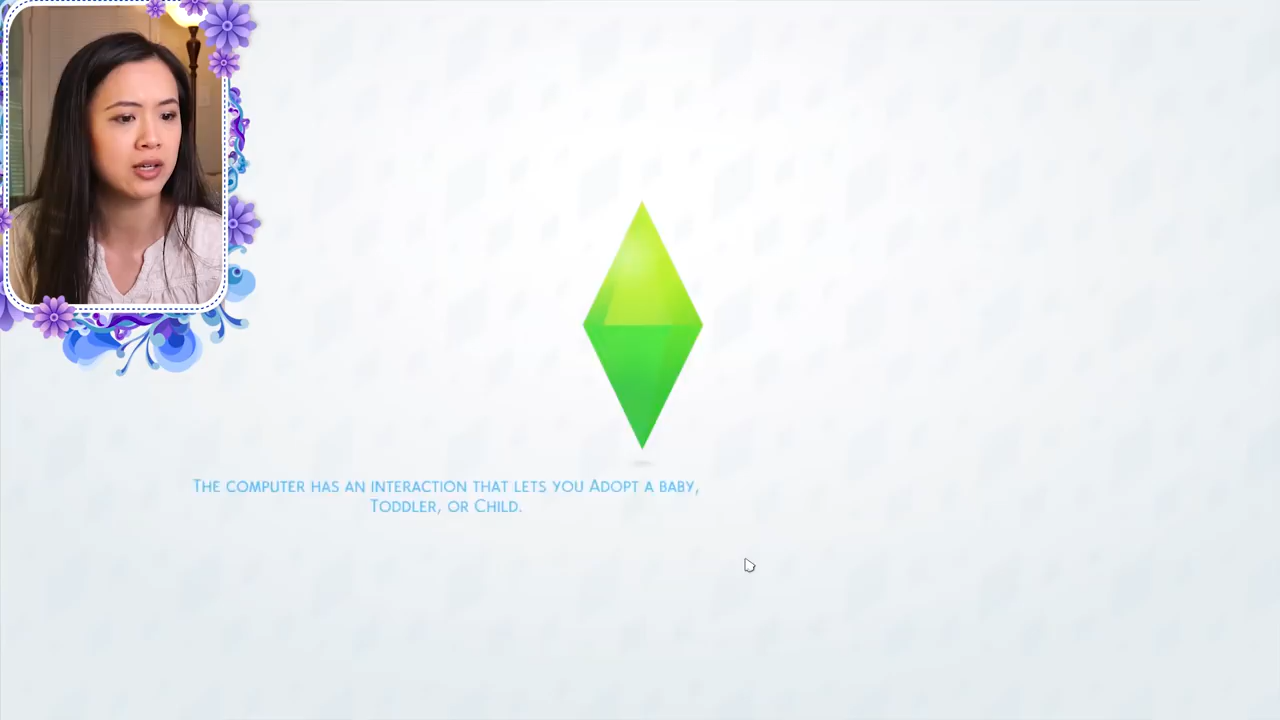 The computer has an interaction that lets you Adopt a baby,
Toddler, or Child.